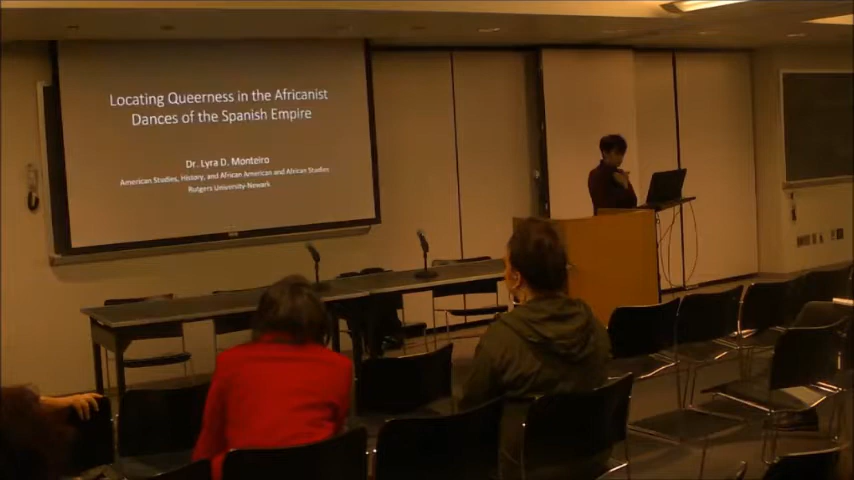 Locating Queerness in the Africanist
Dances of the Spanish Empire
Dr. Lyra D. Monteiro
American Studies, History, and African American and African Studies
Rutgers University-Newark